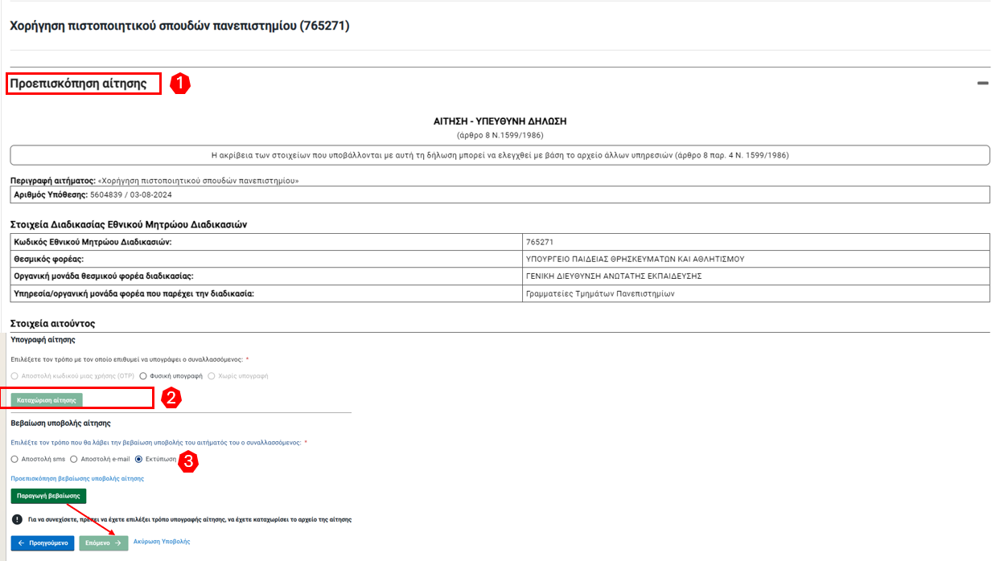 Χορήγηση πιστοποιητικού σπουδών πανεπιστημίου (765271)
Προεπισκόπηση αίτησης 1
ΑΙΤΗΣΗ - ΥΠΕΥΘΥΝΗ ΔΗΛΩΣΗ
(άρθρο 8 Ν.1599/1986)
Η ακρίβεια των στοιχείων που υποβάλλονται με αυτή τη δήλωση μπορεί να ελεγχθεί με βάση το αρχείο άλλων υπηρεσιών (άρθρο 8 παρ. 4 Ν. 1599/1986)
Περιγραφή αιτήματος: «Χορήγηση πιστοποιητικού σπουδών πανεπιστημίου»
Αριθμός Υπόθεσης: 5604839 / 03-08-2024
Στοιχεία Διαδικασίας Εθνικού Μητρώου Διαδικασιών
Κωδικός Εθνικού Μητρώου Διαδικασιών: 765271
Θεσμικός φορέας: ΥΠΟΥΡΓΕΙΟ ΠΑΙΔΕΙΑΣ ΘΡΗΣΚΕΥΜΑΤΩΝ ΚΑΙ ΑΘΛΗΤΙΣΜΟΥ
Οργανική μονάδα θεσμικού φορέα διαδικασίας: ΓΕΝΙΚΗ ΔΙΕΥΘΥΝΣΗ ΑΝΩΤΑΤΗΣ ΕΚΠΑΙΔΕΥΣΗΣ
Υπηρεσία/οργανική μονάδα φορέα που παρέχει την διαδικασία: Γραμματείες Τμημάτων Πανεπιστημίων
Στοιχεία αιτούντος
Υπογραφή αίτησης
Επιλέξετε τον τρόπο με τον οποίο επιθυμεί να υπογράψει ο συναλλασσόμενος: *
Αποστολή κωδικού μιας χρήσης (OTP) Φυσική υπογραφή Χωρίς υπογραφή
Καταχώριση αίτησης 2
Βεβαίωση υποβολής αίτησης
Επιλέξτε τον τρόπο που θα λάβει την βεβαίωση υποβολής του αιτήματός του ο συναλλασσόμενος: *
Αποστολή sms Αποστολή e-mail Εκτύπωση 3
Προεπισκόπηση βεβαίωσης υποβολής αίτησης
Παραγωγή βεβαίωσης
Για να συνεχίσετε, πρέπει να έχετε επιλέξει τρόπο υπογραφής αίτησης, να έχετε καταχωρίσει το αρχείο της αίτησης
Προηγούμενο Επόμενο Ακύρωση Υποβολής